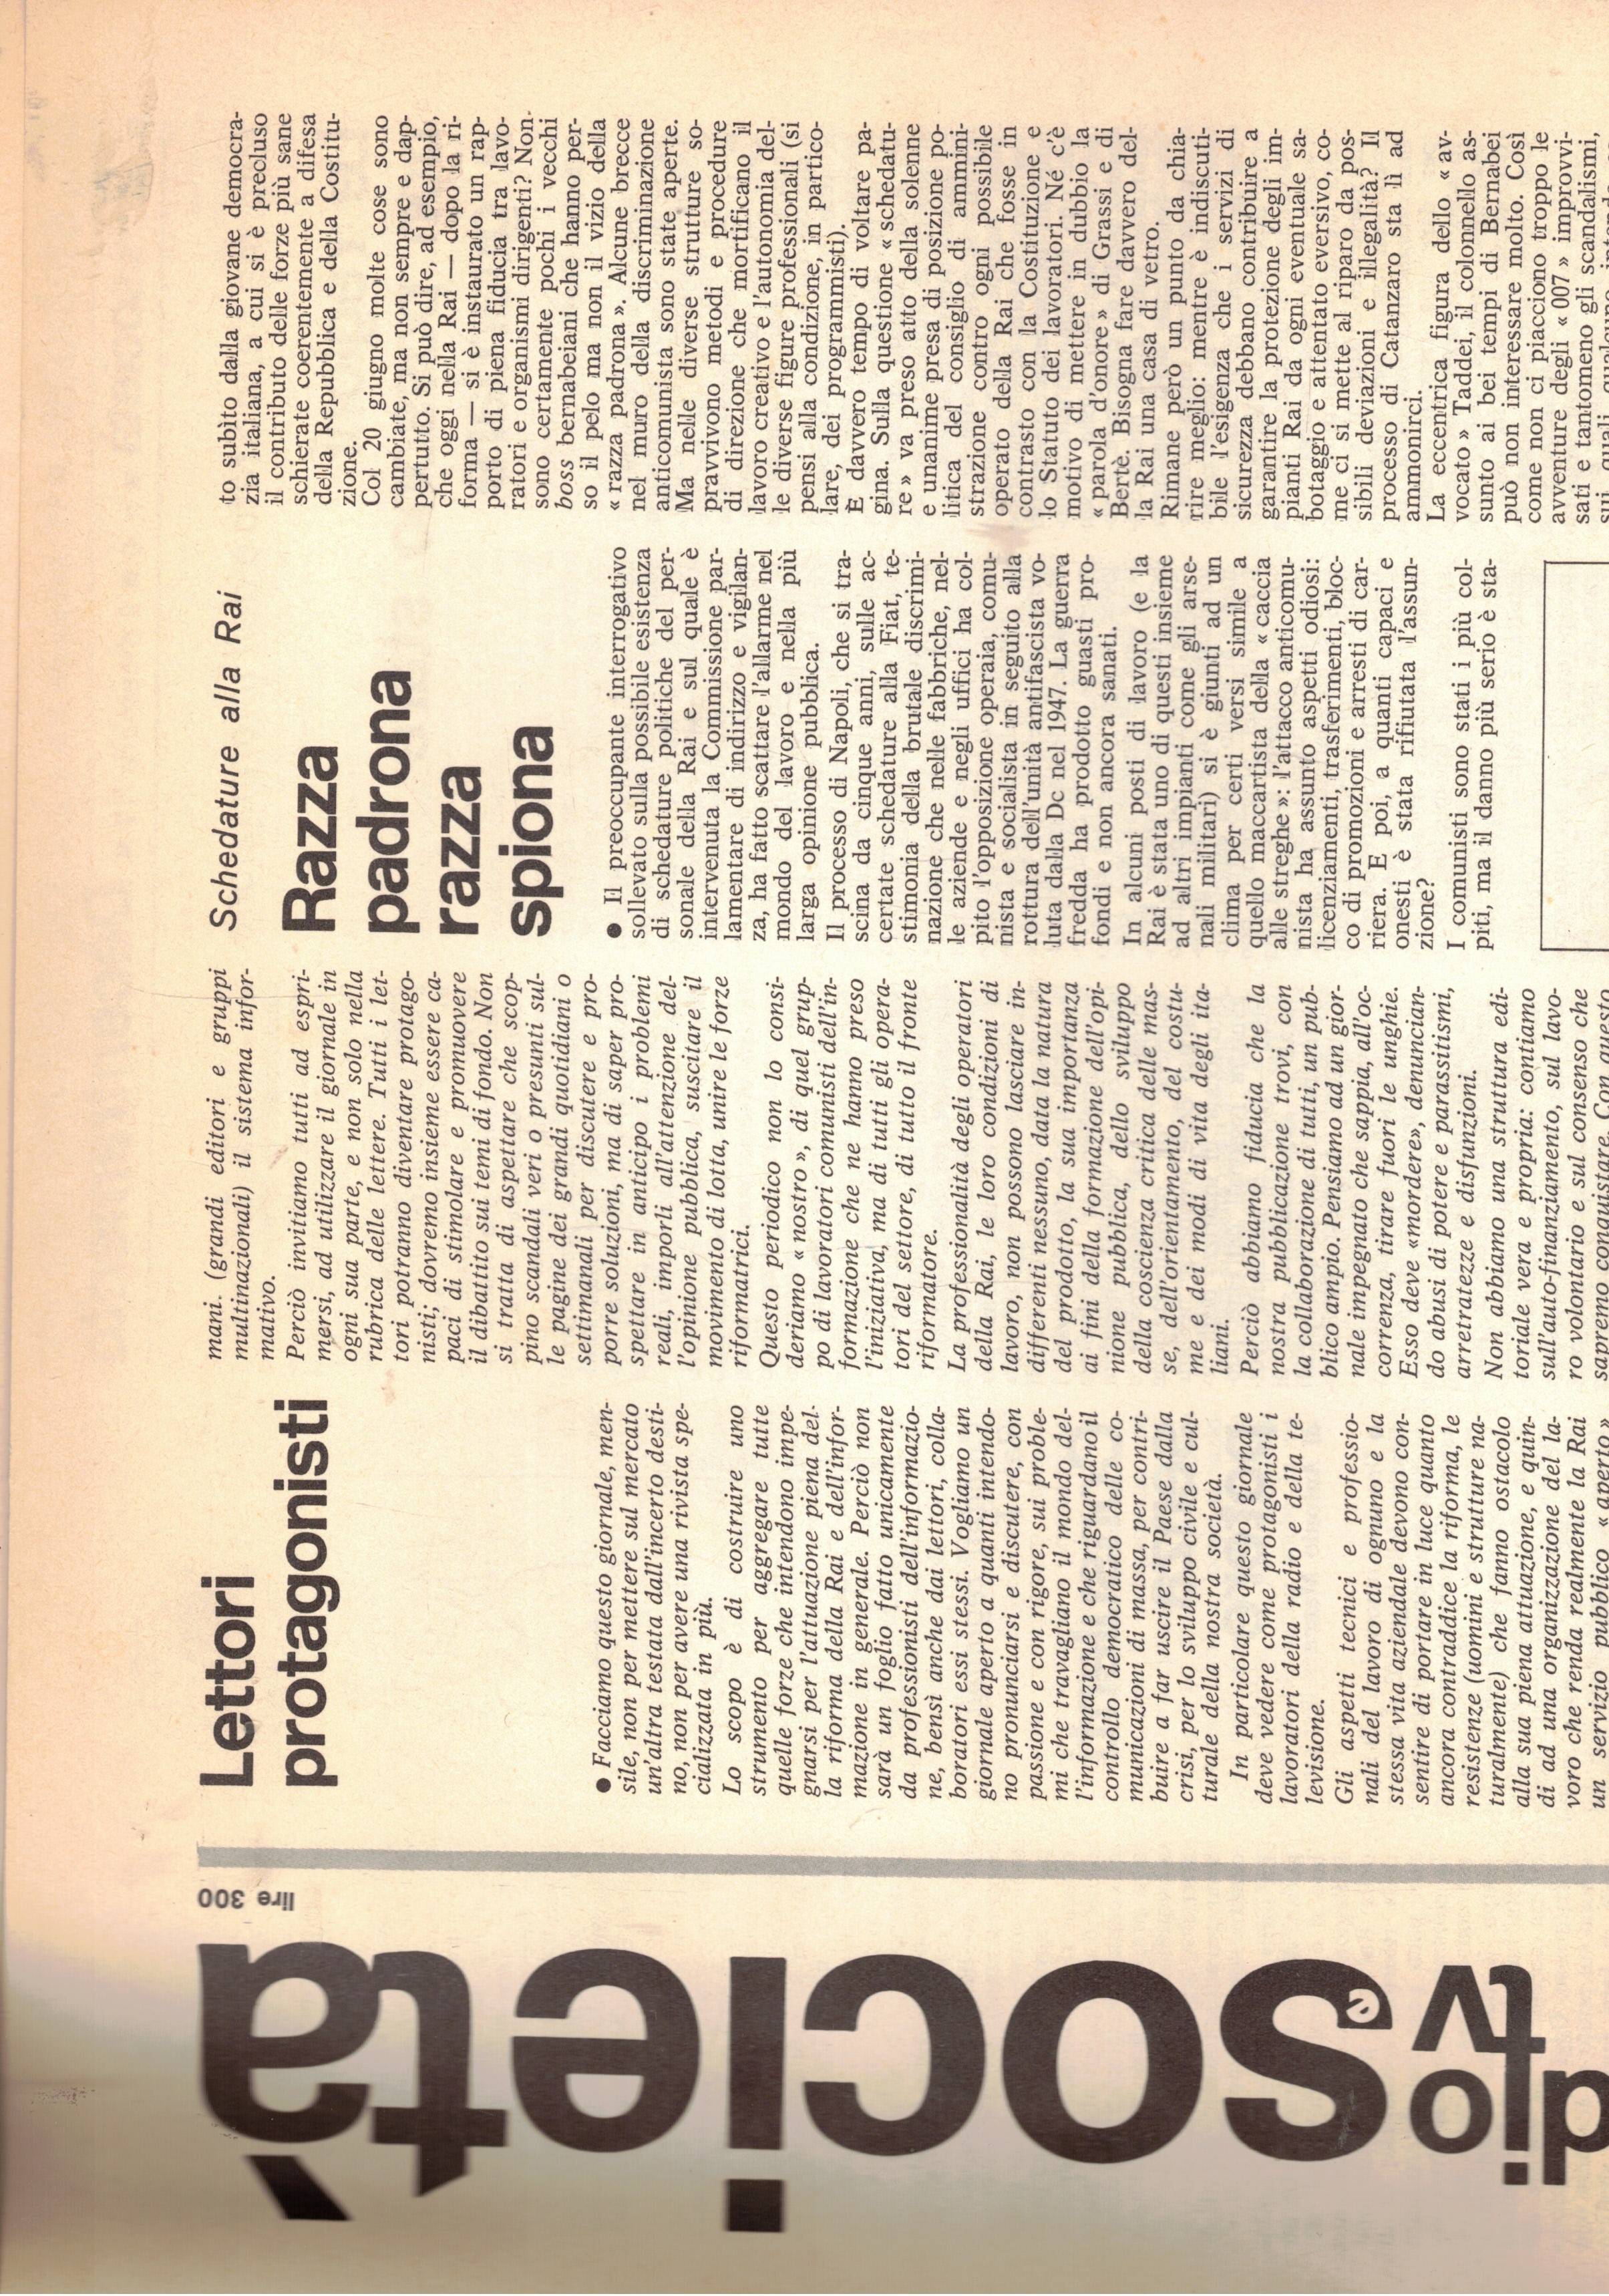 lire 300
società
dio e tv
Lettori
protagonisti
● Facciamo questo giornale, men-
sile, non per mettere sul mercato
un'altra testata dall'incerto desti-
no, non per avere una rivista spe-
cializzata in più.
Lo scopo è di costruire uno
strumento per aggregare tutte
quelle forze che intendono impe-
gnarsi per l'attuazione piena del-
la riforma della Rai e dell'infor-
mazione in generale. Perciò non
sarà un foglio fatto unicamente
da professionisti dell'informazio-
ne, bensì anche dai lettori, colla-
boratori essi stessi. Vogliamo un
giornale aperto a quanti intendo-
no pronunciarsi e discutere, con
passione e con rigore, sui proble-
mi che travagliano il mondo del-
l'informazione e che riguardano il
controllo democratico delle co-
municazioni di massa, per contri-
buire a far uscire il Paese dalla
crisi, per lo sviluppo civile e cul-
turale della nostra società.
In particolare questo giornale
deve vedere come protagonisti i
lavoratori della radio e della te-
levisione.
Gli aspetti tecnici e professio-
nali del lavoro di ognuno e la
stessa vita aziendale devono con-
sentire di portare in luce quanto
ancora contraddice la riforma, le
resistenze (uomini e strutture na-
turalmente) che fanno ostacolo
alla sua piena attuazione, e quin-
di ad una organizzazione del la-
voro che renda realmente la Rai
un servizio pubblico « aperto »
mani. (grandi editori e gruppi
multinazionali) il sistema infor-
mativo.
Perciò invitiamo tutti ad espri-
mersi, ad utilizzare il giornale in
ogni sua parte, e non solo nella
rubrica delle lettere. Tutti i let-
tori potranno diventare protago-
nisti; dovremo insieme essere ca-
paci di stimolare e promuovere
il dibattito sui temi di fondo. Non
si tratta di aspettare che scop-
pino scandali veri o presunti sul-
le pagine dei grandi quotidiani o
settimanali per discutere e pro-
porre soluzioni, ma di saper pro-
spettare in anticipo i problemi
reali, imporli all'attenzione del-
l'opinione pubblica, suscitare il
movimento di lotta, unire le forze
riformatrici.
Questo periodico non lo consi-
deriamo « nostro », di quel grup-
po di lavoratori comunisti dell'in-
formazione che ne hanno preso
l'iniziativa, ma di tutti gli opera-
tori del settore, di tutto il fronte
riformatore.
La professionalità degli operatori
della Rai, le loro condizioni di
lavoro, non possono lasciare in-
differenti nessuno, data la natura
del prodotto, la sua importanza
ai fini della formazione dell'opi-
nione pubblica, dello sviluppo
della coscienza critica delle mas-
se, dell'orientamento, del costu-
me e dei modi di vita degli ita-
liani.
Perciò abbiamo fiducia che la
nostra pubblicazione trovi, con
la collaborazione di tutti, un pub-
blico ampio. Pensiamo ad un gior-
nale impegnato che sappia, all'oc-
correnza, tirare fuori le unghie.
Esso deve «mordere», denuncian-
do abusi di potere e parassitismi,
arretratezze e disfunzioni.
Non abbiamo una struttura edi-
toriale vera e propria: contiamo
sull'auto-finanziamento, sul lavo-
ro volontario e sul consenso che
sapremo conquistare. Con questo
Schedature alla Rai
Razza
padrona
razza
spiona
● Il preoccupante interrogativo
sollevato sulla possibile esistenza
di schedature politiche del per-
sonale della Rai e sul quale è
intervenuta la Commissione par-
lamentare di indirizzo e vigilan-
za, ha fatto scattare l'allarme nel
mondo del lavoro e nella più
larga opinione pubblica.
Il processo di Napoli, che si tra-
scina da cinque anni, sulle ac-
certate schedature alla Fiat, te-
stimonia della brutale discrimi-
nazione che nelle fabbriche, nel-
le aziende e negli uffici ha col-
pito l'opposizione operaia, comu-
nista e socialista in seguito alla
rottura dell'unità antifascista vo-
luta dalla Dc nel 1947. La guerra
fredda ha prodotto guasti pro-
fondi e non ancora sanati.
In alcuni posti di lavoro (e la
Rai è stata uno di questi insieme
ad altri impianti come gli arse-
nali militari) si è giunti ad un
clima per certi versi simile a
quello maccartista della « caccia
alle streghe »: l'attacco anticomu-
nista ha assunto aspetti odiosi:
licenziamenti, trasferimenti, bloc-
co di promozioni e arresti di car-
riera. E poi, a quanti capaci e
onesti è stata rifiutata l'assun-
zione?
I comunisti sono stati i più col-
piti, ma il danno più serio è sta-
to subìto dalla giovane democra-
zia italiana, a cui si è precluso
il contributo delle forze più sane
schierate coerentemente a difesa
della Repubblica e della Costitu-
zione.
Col 20 giugno molte cose sono
cambiate, ma non sempre e dap-
pertutto. Si può dire, ad esempio,
che oggi nella Rai — dopo la ri-
forma — si è instaurato un rap-
porto di piena fiducia tra lavo-
ratori e organismi dirigenti? Non
sono certamente pochi i vecchi
boss bernabeiani che hanno per-
so il pelo ma non il vizio della
« razza padrona ». Alcune brecce
nel muro della discriminazione
anticomunista sono state aperte.
Ma nelle diverse strutture so-
pravvivono metodi e procedure
di direzione che mortificano il
lavoro creativo e l'autonomia del-
le diverse figure professionali (si
pensi alla condizione, in partico-
lare, dei programmisti).
È davvero tempo di voltare pa-
gina. Sulla questione « schedatu-
re » va preso atto della solenne
e unanime presa di posizione po-
litica del consiglio di ammini-
strazione contro ogni possibile
operato della Rai che fosse in
contrasto con la Costituzione e
lo Statuto dei lavoratori. Né c'è
motivo di mettere in dubbio la
« parola d'onore » di Grassi e di
Bertè. Bisogna fare davvero del-
la Rai una casa di vetro.
Rimane però un punto da chia-
rire meglio: mentre è indiscuti-
bile l'esigenza che i servizi di
sicurezza debbano contribuire a
garantire la protezione degli im-
pianti Rai da ogni eventuale sa-
botaggio e attentato eversivo, co-
me ci si mette al riparo da pos-
sibili deviazioni e illegalità? Il
processo di Catanzaro sta lì ad
ammonirci.
La eccentrica figura dello « av-
vocato » Taddei, il colonnello as-
sunto ai bei tempi di Bernabei
può non interessare molto. Così
come non ci piacciono troppo le
avventure degli « 007 » improvvi-
sati e tantomeno gli scandalismi,
sui quali qualcuno intende